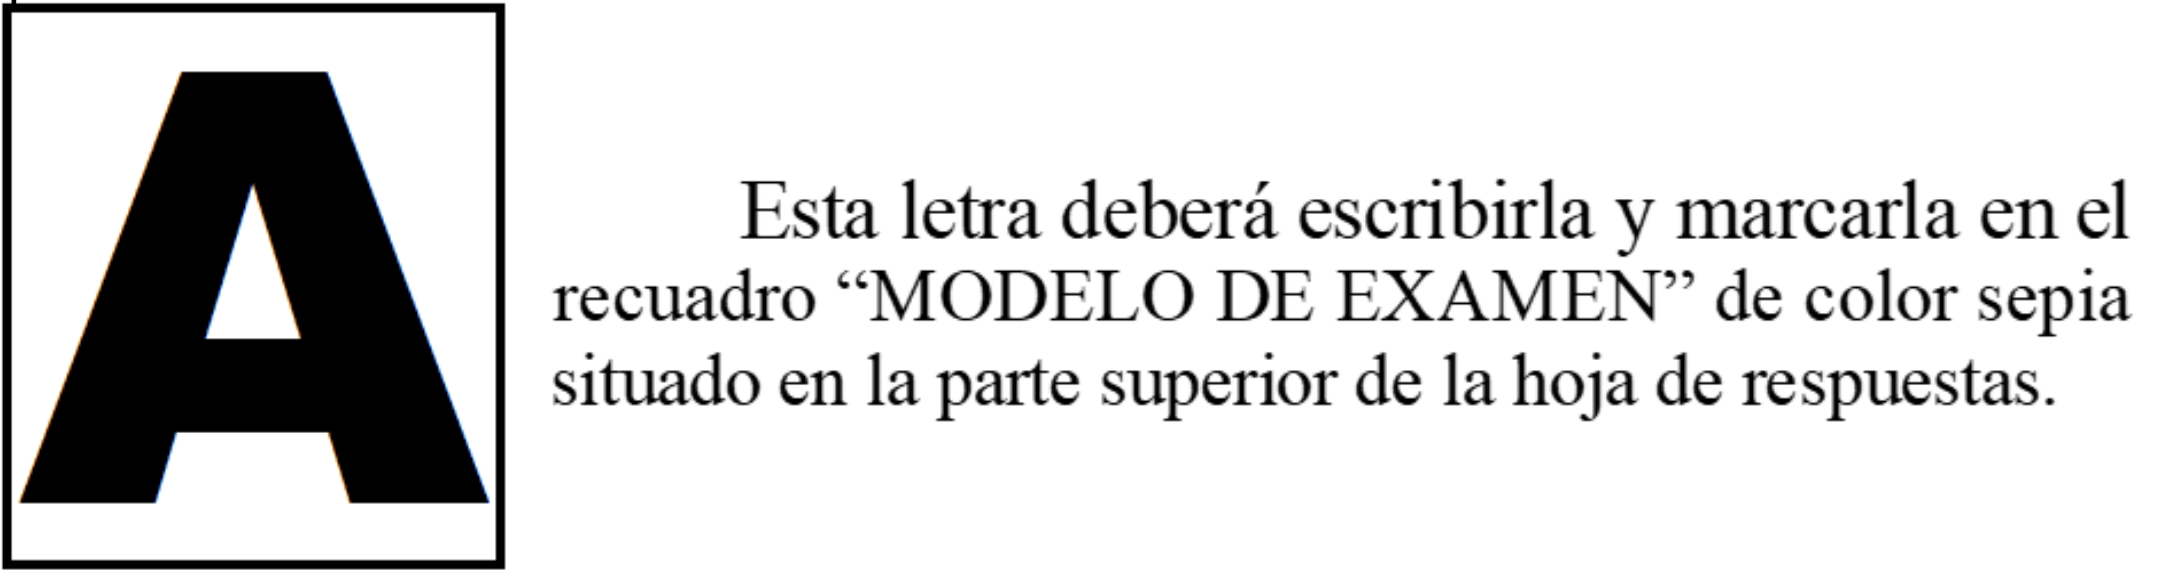 A
Esta letra deberá escribirla y marcarla en el
recuadro “MODELO DE EXAMEN” de color sepia
situado en la parte superior de la hoja de respuestas.